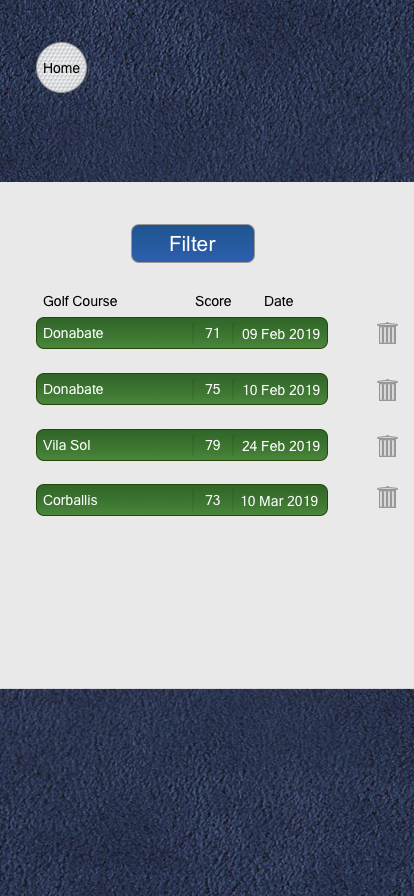 Home
Filter
Golf Course Score Date
Donabate 71 09 Feb 2019
Donabate 75 10 Feb 2019
Vila Sol 79 24 Feb 2019
Corballis 73 10 Mar 2019